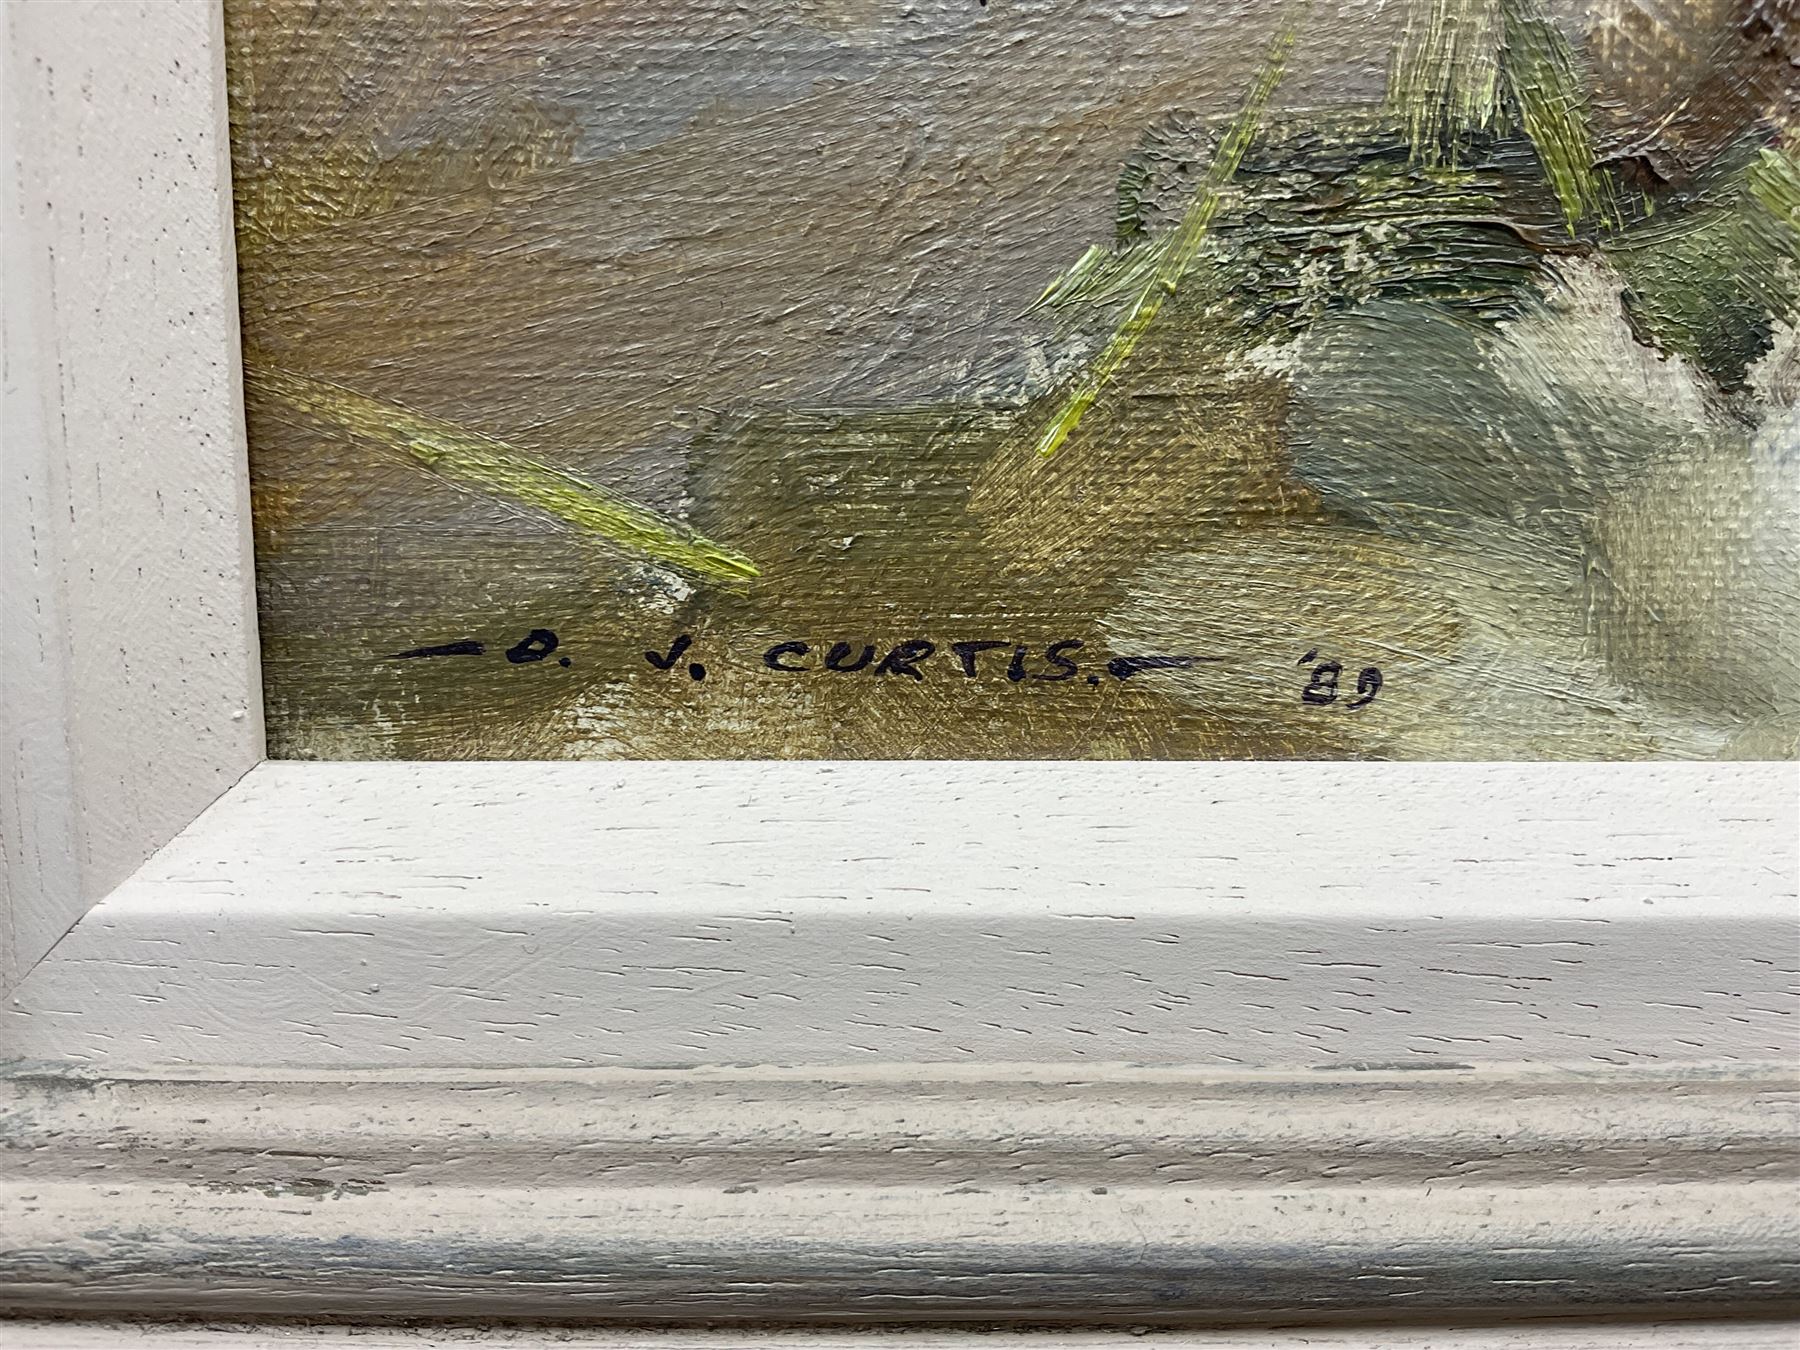 - D. J. CURTIS. - '89